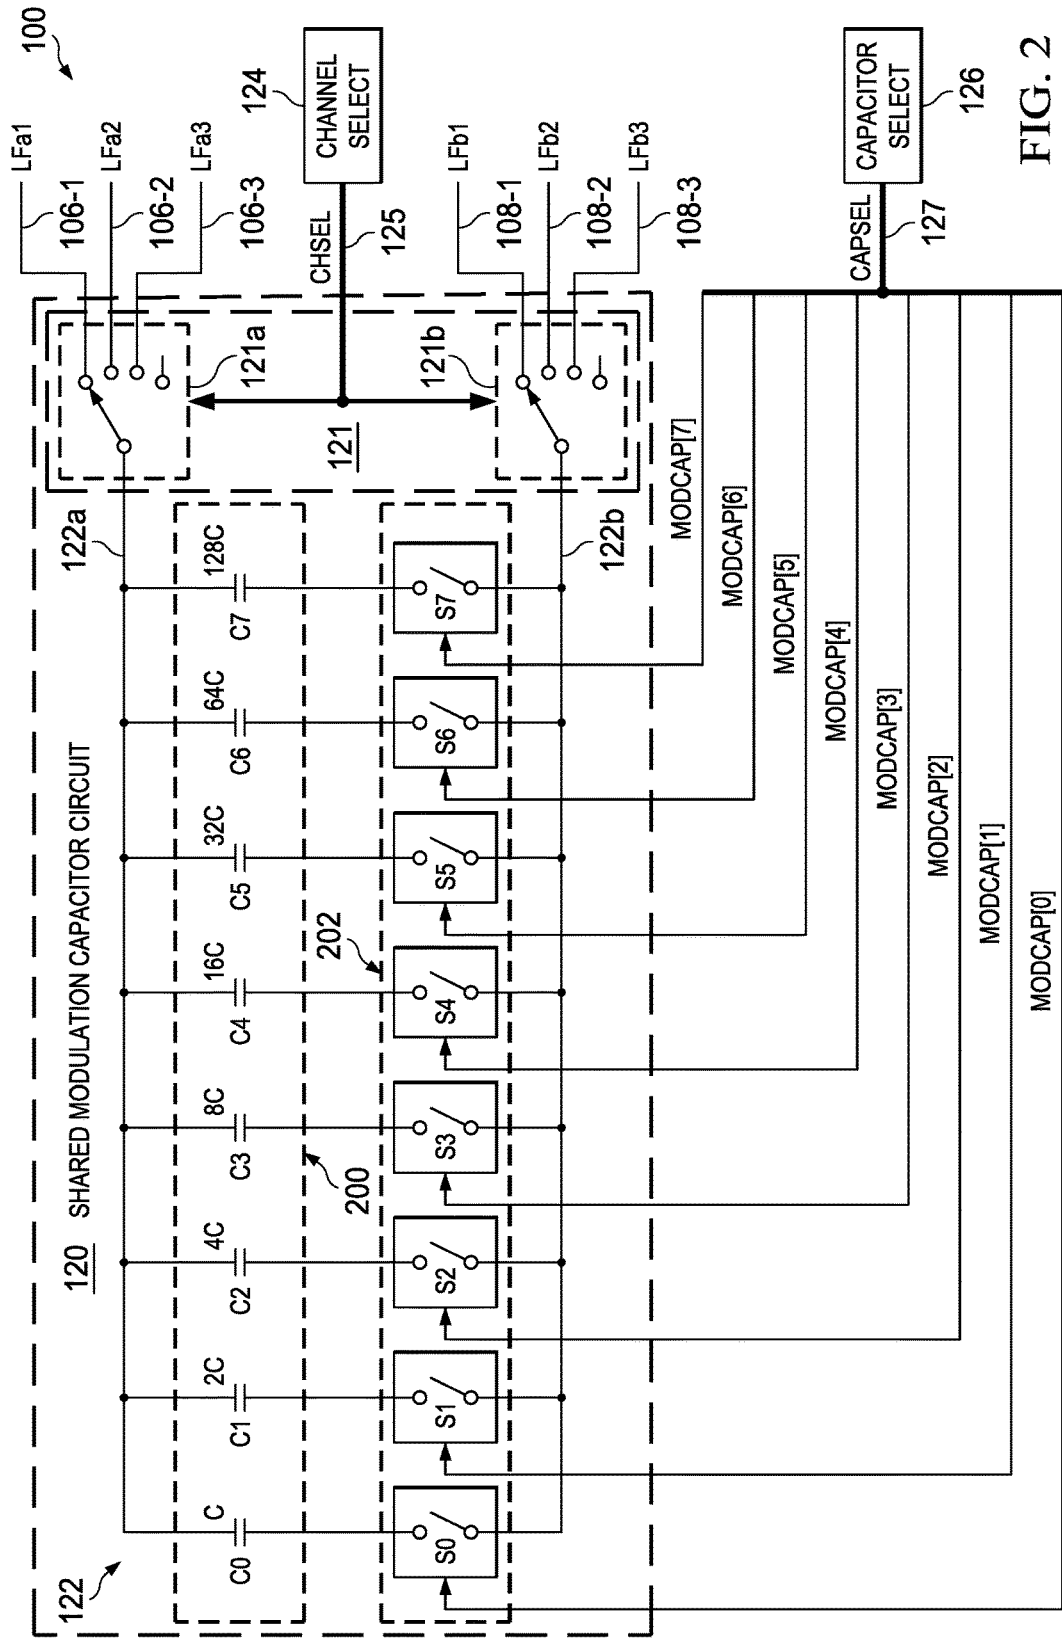 100
120 SHARED MODULATION CAPACITOR CIRCUIT
122
122a
LFa1
106-1
LFa2
106-2
LFa3
106-3
121a
C
C0
2C
C1
4C
C2
8C
C3
16C
C4
32C
C5
64C
C6
128C
C7
200
202
121
CHSEL
125
124
CHANNEL
SELECT
121b
S0
S1
S2
S3
S4
S5
S6
S7
122b
LFb1
108-1
LFb2
108-2
LFb3
108-3
MODCAP[7]
MODCAP[6]
MODCAP[5]
MODCAP[4]
MODCAP[3]
MODCAP[2]
MODCAP[1]
MODCAP[0]
CAPSEL
127
CAPACITOR
SELECT
126
FIG. 2